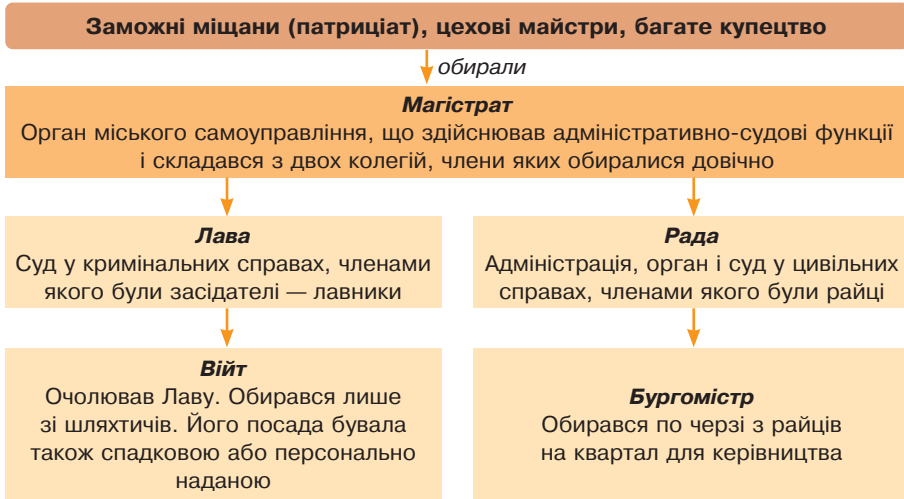 Заможні міщани (патриціат), цехові майстри, багате купецтво
обирали
Магістрат
Орган міського самоуправління, що здійснював адміністративно-судові функції
і складався з двох колегій, члени яких обиралися довічно
Лава
Суд у кримінальних справах, членами
якого були засідателі — лавники
Рада
Адміністрація, орган і суд у цивільних
справах, членами якого були райці
Війт
Очолював Лаву. Обирався лише
зі шляхтичів. Його посада бувала
також спадковою або персонально
наданою
Бургомістр
Обирався по черзі з райців
на квартал для керівництва